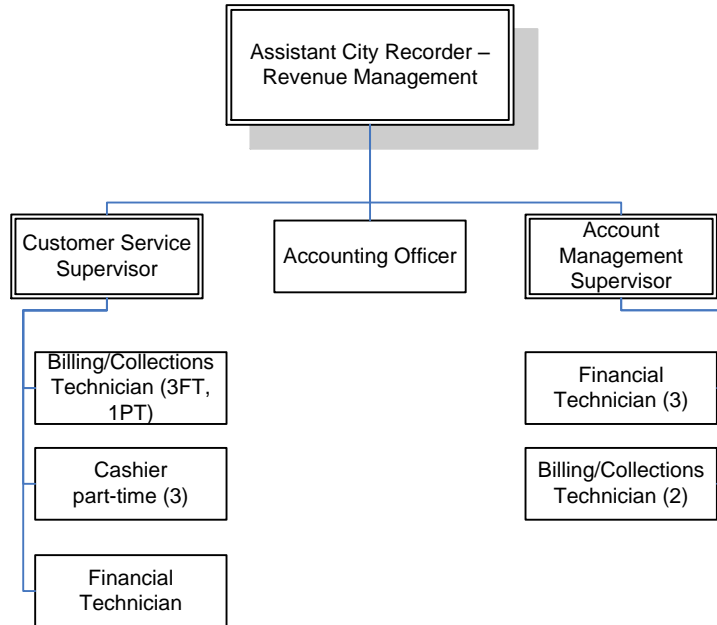 Assistant City Recorder –
Revenue Management
Customer Service
Supervisor
Accounting Officer
Account
Management
Supervisor
Billing/Collections
Technician (3FT,
1PT)
Cashier
part-time (3)
Financial
Technician
Financial
Technician (3)
Billing/Collections
Technician (2)